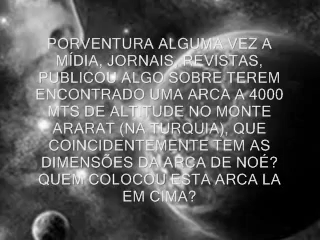 PORVENTURA ALGUMA VEZ A
MÍDIA, JORNAIS, REVISTAS,
PUBLICOU ALGO SOBRE TEREM
ENCONTRADO UMA ARCA A 4000
MTS DE ALTITUDE NO MONTE
ARARAT (NA TURQUIA), QUE
COINCIDENTEMENTE TEM AS
DIMENSÕES DA ARCA DE NOÉ?
QUEM COLOCOU ESTA ARCA LA
EM CIMA?